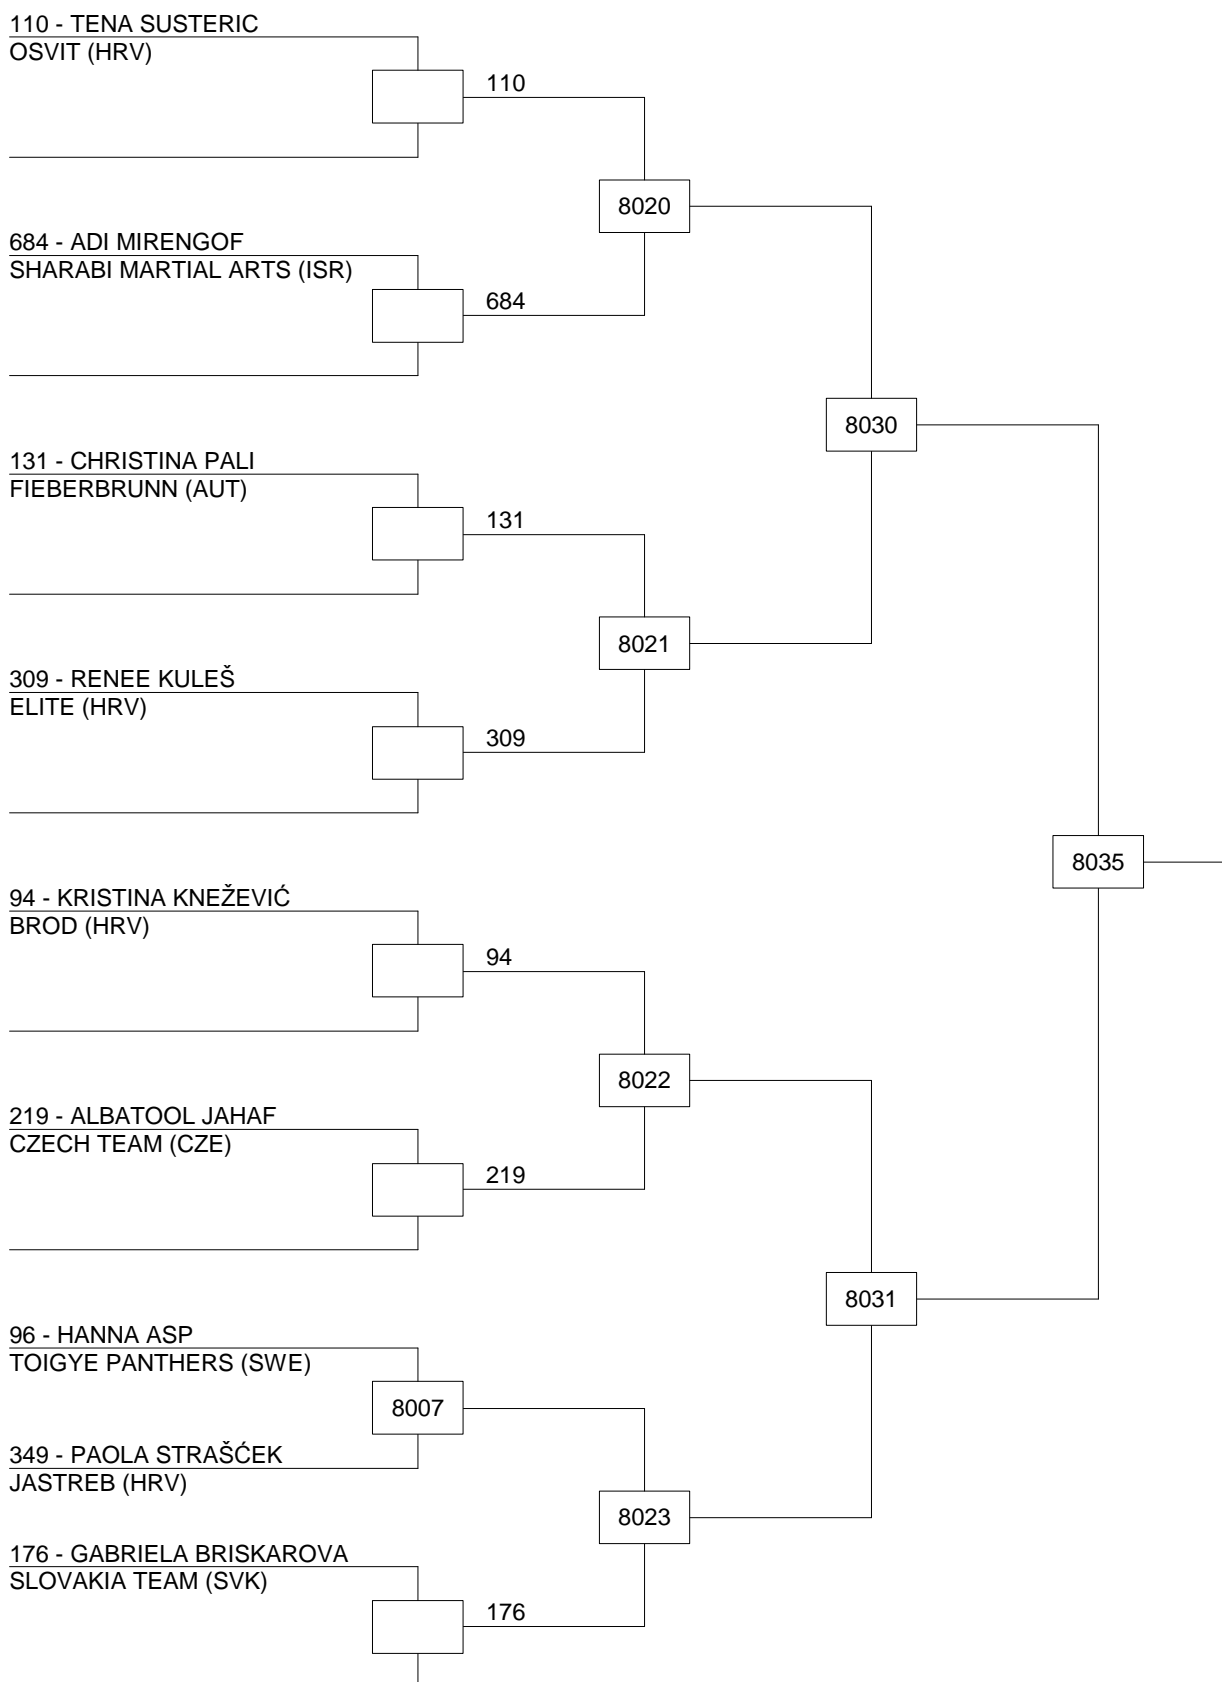 110 - TENA SUSTERIC
OSVIT (HRV)
110
8020
684 - ADI MIRENGOF
SHARABI MARTIAL ARTS (ISR)
684
8030
131 - CHRISTINA PALI
FIEBERBRUNN (AUT)
131
8021
309 - RENEE KULEŠ
ELITE (HRV)
309
8035
94 - KRISTINA KNEŽEVIĆ
BROD (HRV)
94
8022
219 - ALBATOOL JAHAF
CZECH TEAM (CZE)
219
8031
96 - HANNA ASP
TOIGYE PANTHERS (SWE)
8007
349 - PAOLA STRAŠĆEK
JASTREB (HRV)
8023
176 - GABRIELA BRISKAROVA
SLOVAKIA TEAM (SVK)
176